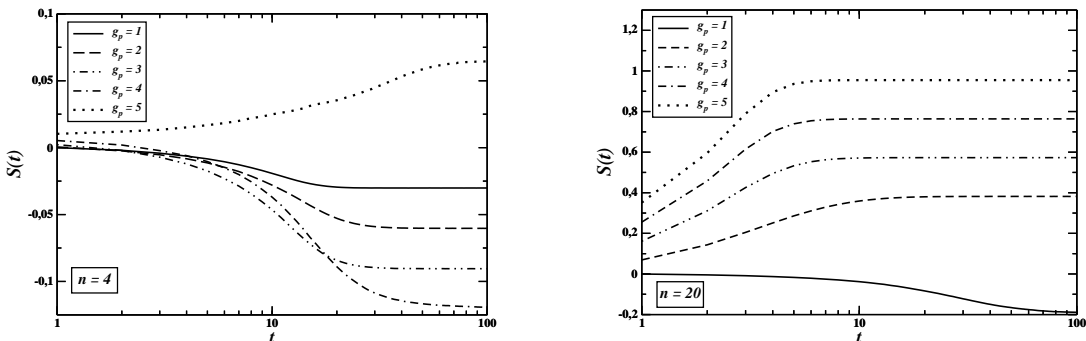 0,1
0,05
0
-0,05
-0,1
S(t)
g_p = 1
g_p = 2
g_p = 3
g_p = 4
g_p = 5
n = 4
1
10
100
t
1,2
1
0,8
0,6
0,4
0,2
0
-0,2
S(t)
g_p = 1
g_p = 2
g_p = 3
g_p = 4
g_p = 5
n = 20
1
10
100
t